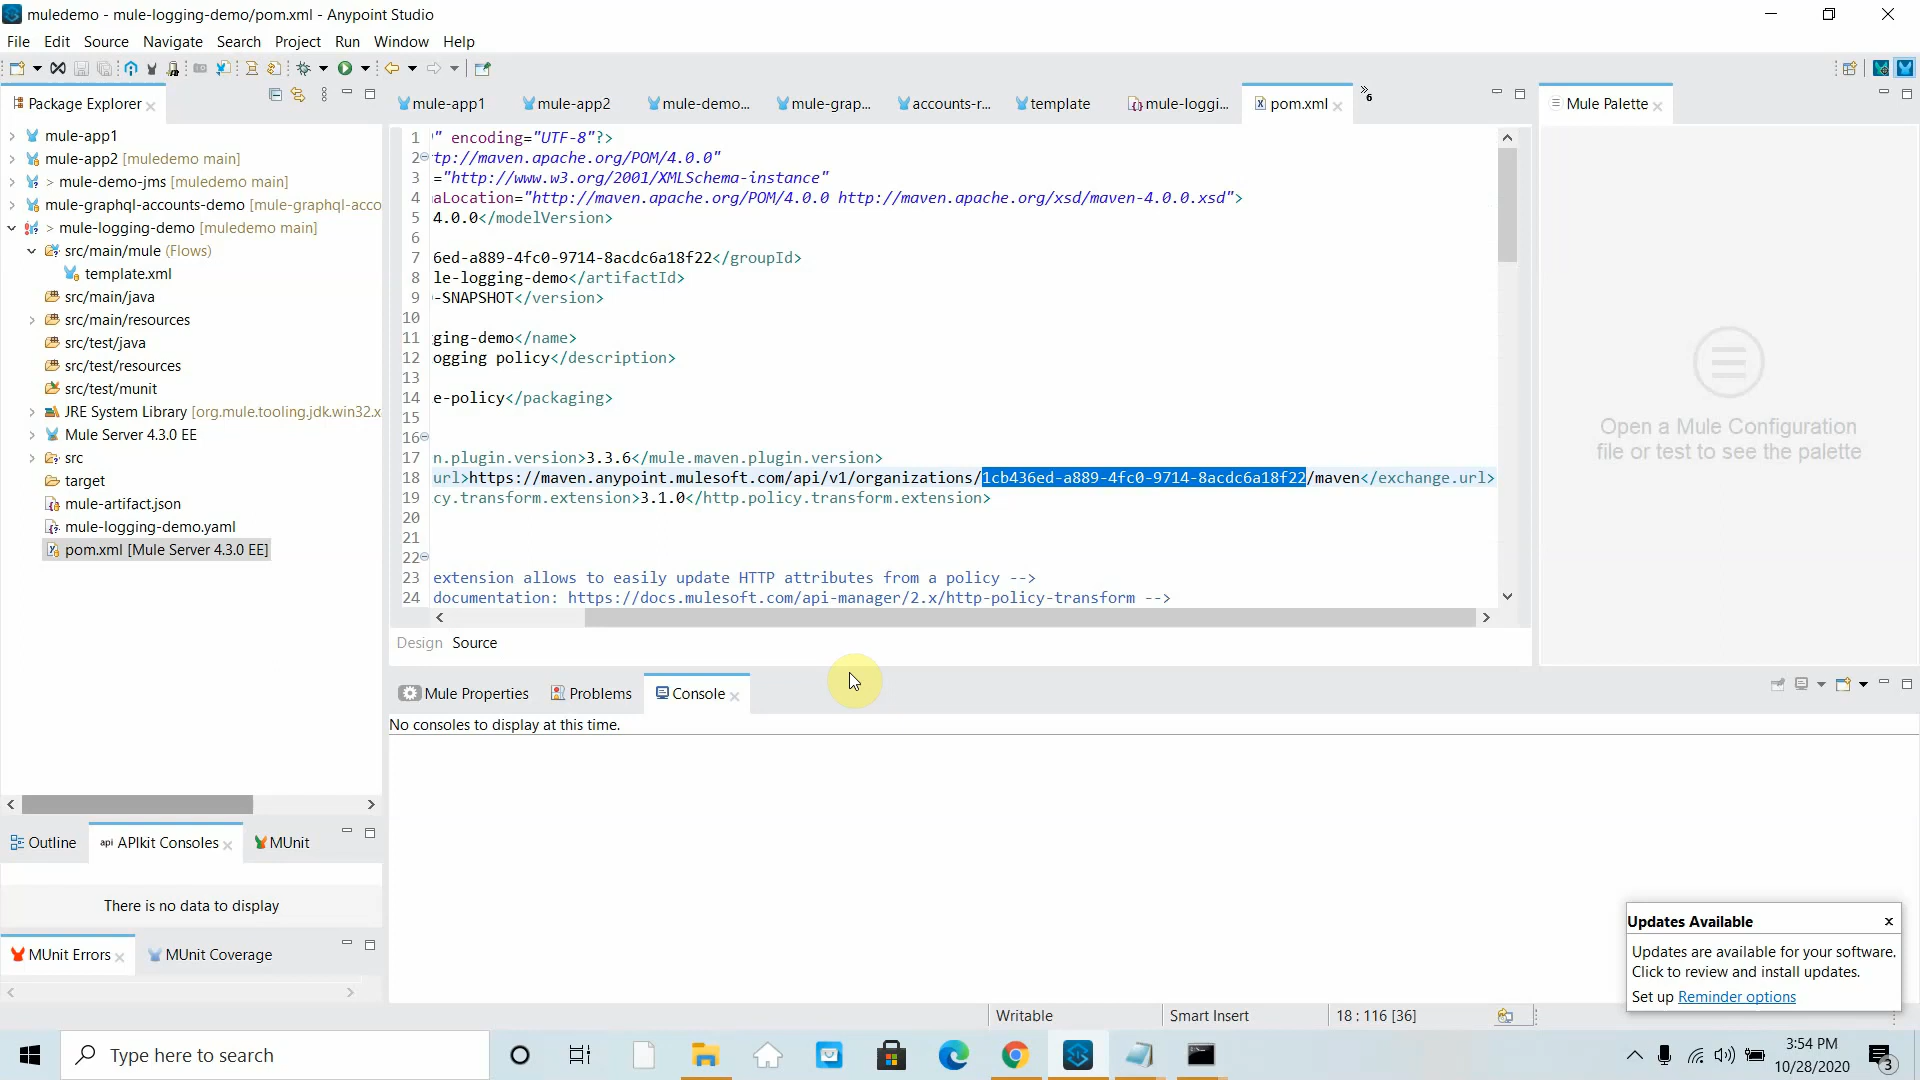 muledemo - mule-logging-demo/pom.xml - Anypoint Studio
File Edit Source Navigate Search Project Run Window Help
Package Explorer
mule-app1
mule-app2
mule-demo...
mule-grap...
accounts-r...
template
mule-loggi...
pom.xml
6
Mule Palette
mule-app1
mule-app2 [muledemo main]
> mule-demo-jms [muledemo main]
mule-graphql-accounts-demo [mule-graphql-acco
> mule-logging-demo [muledemo main]
src/main/mule (Flows)
template.xml
src/main/java
src/main/resources
src/test/java
src/test/resources
src/test/munit
JRE System Library [org.mule.tooling.jdk.win32.x
Mule Server 4.3.0 EE
src
target
mule-artifact.json
mule-logging-demo.yaml
pom.xml [Mule Server 4.3.0 EE]
1 " encoding="UTF-8"?>
2 tp://maven.apache.org/POM/4.0.0"
3 ="http://www.w3.org/2001/XMLSchema-instance"
4 aLocation="http://maven.apache.org/POM/4.0.0 http://maven.apache.org/xsd/maven-4.0.0.xsd">
5 4.0.0</modelVersion>
6
7 6ed-a889-4fc0-9714-8acdc6a18f22</groupId>
8 le-logging-demo</artifactId>
9 -SNAPSHOT</version>
10
11 ging-demo</name>
12 ogging policy</description>
13
14 e-policy</packaging>
15
16
17 n.plugin.version>3.3.6</mule.maven.plugin.version>
18 url>https://maven.anypoint.mulesoft.com/api/v1/organizations/1cb436ed-a889-4fc0-9714-8acdc6a18f22/maven</exchange.url>
19 cy.transform.extension>3.1.0</http.policy.transform.extension>
20
21
22
23 extension allows to easily update HTTP attributes from a policy -->
24 documentation: https://docs.mulesoft.com/api-manager/2.x/http-policy-transform -->
Design Source
Open a Mule Configuration
file or test to see the palette
Mule Properties
Problems
Console
No consoles to display at this time.
Outline
api APIkit Consoles
MUnit
There is no data to display
MUnit Errors
MUnit Coverage
Updates Available
Updates are available for your software.
Click to review and install updates.
Set up Reminder options
Writable
Smart Insert
18 : 116 [36]
Type here to search
3:54 PM
10/28/2020
3